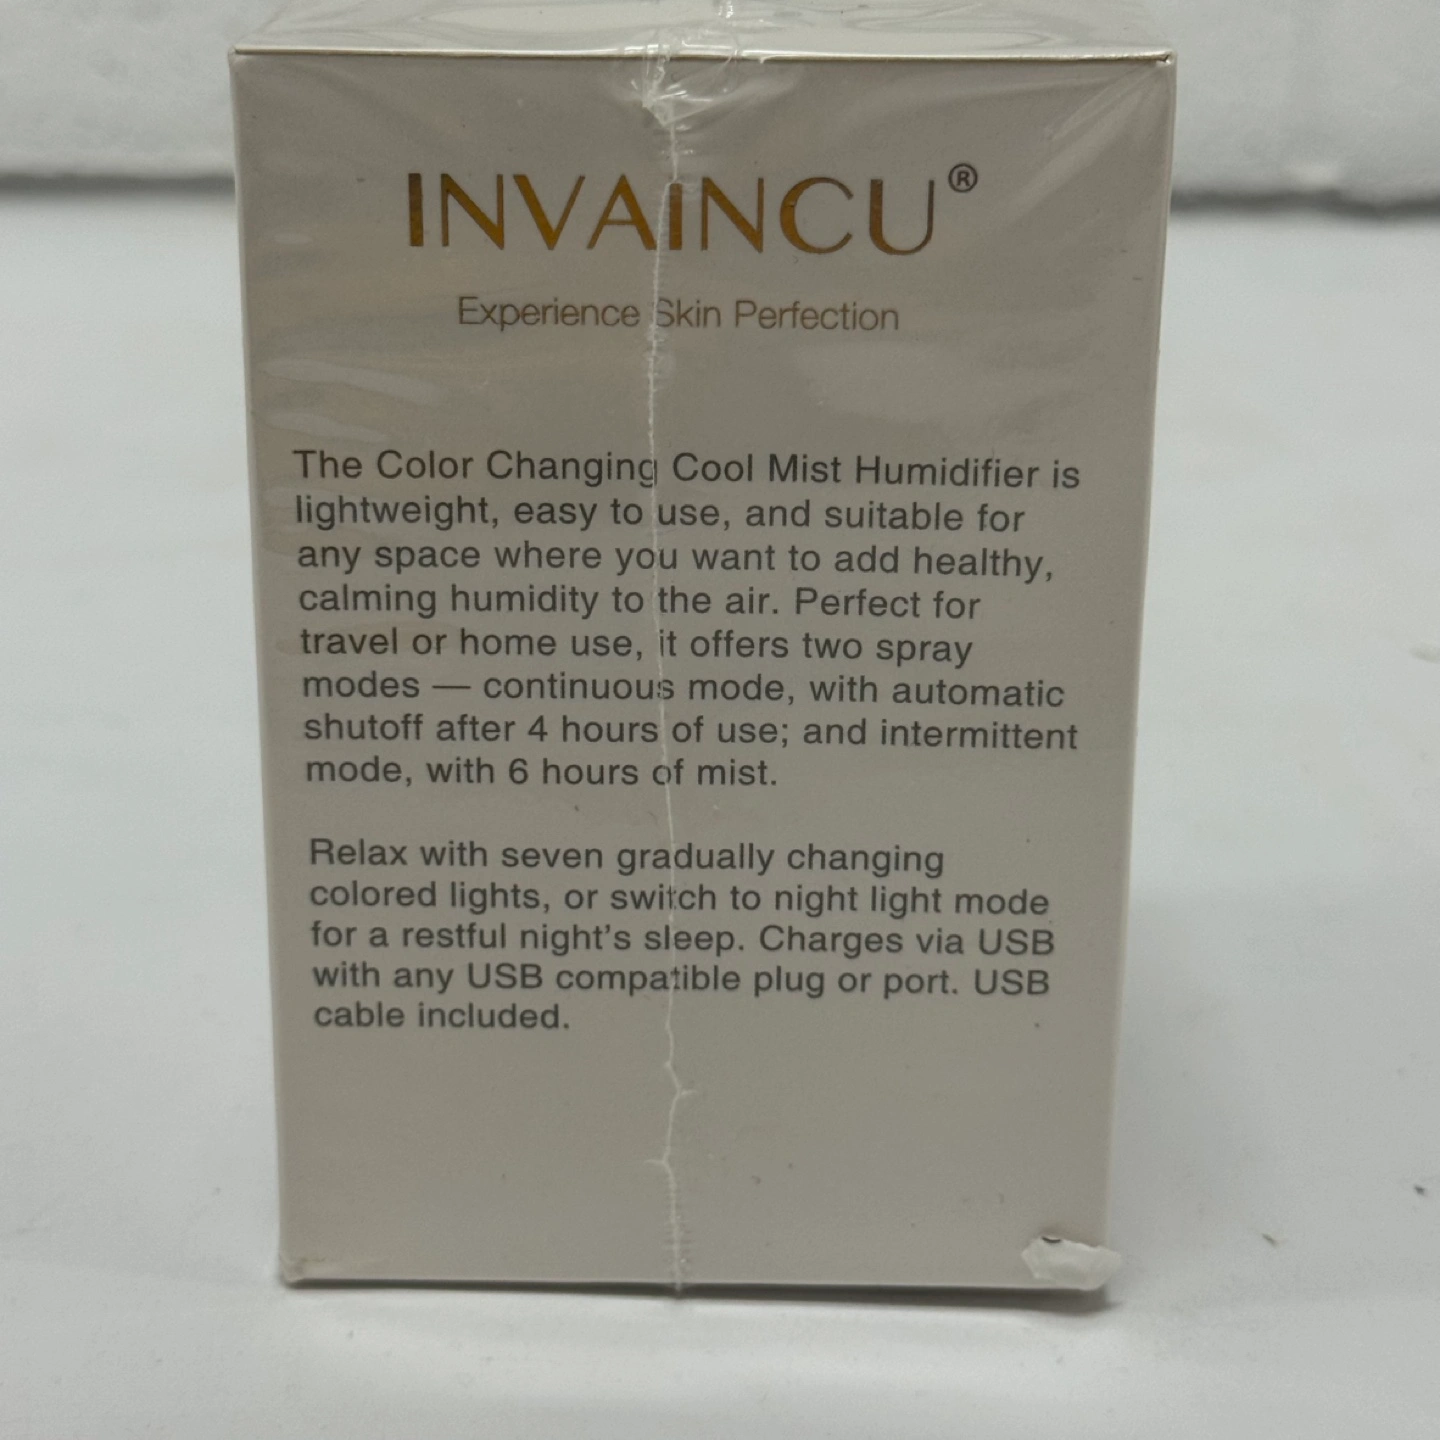 INVAINCU®
Experience Skin Perfection
The Color Changing Cool Mist Humidifier is
lightweight, easy to use, and suitable for
any space where you want to add healthy,
calming humidity to the air. Perfect for
travel or home use, it offers two spray
modes — continuous mode, with automatic
shutoff after 4 hours of use; and intermittent
mode, with 6 hours of mist.
Relax with seven gradually changing
colored lights, or switch to night light mode
for a restful night's sleep. Charges via USB
with any USB compatible plug or port. USB
cable included.